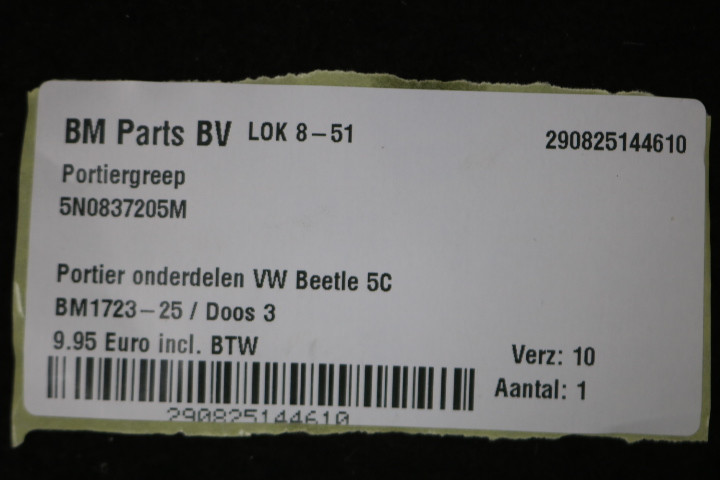 BM Parts BV LOK 8-51 290825144610
Portiergreep
5N0837205M
Portier onderdelen VW Beetle 5C
BM1723-25 / Doos 3
9.95 Euro incl. BTW Verz: 10
Aantal: 1
290825144610